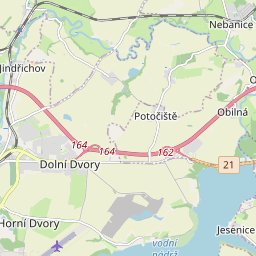 Nebanice
Jindřichov
Potočiště
Obilná
164
164
162
Dolní Dvory
21
Horní Dvory
Jesenice
vodní
nádrž